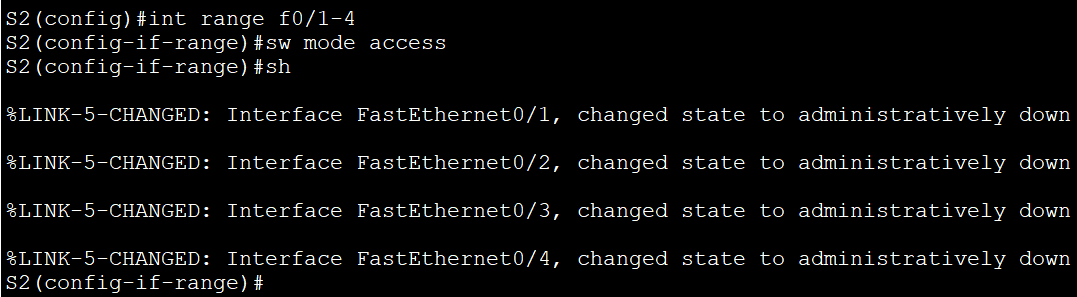 S2(config)#int range f0/1-4
S2(config-if-range)#sw mode access
S2(config-if-range)#sh
%LINK-5-CHANGED: Interface FastEthernet0/1, changed state to administratively down
%LINK-5-CHANGED: Interface FastEthernet0/2, changed state to administratively down
%LINK-5-CHANGED: Interface FastEthernet0/3, changed state to administratively down
%LINK-5-CHANGED: Interface FastEthernet0/4, changed state to administratively down
S2(config-if-range)#